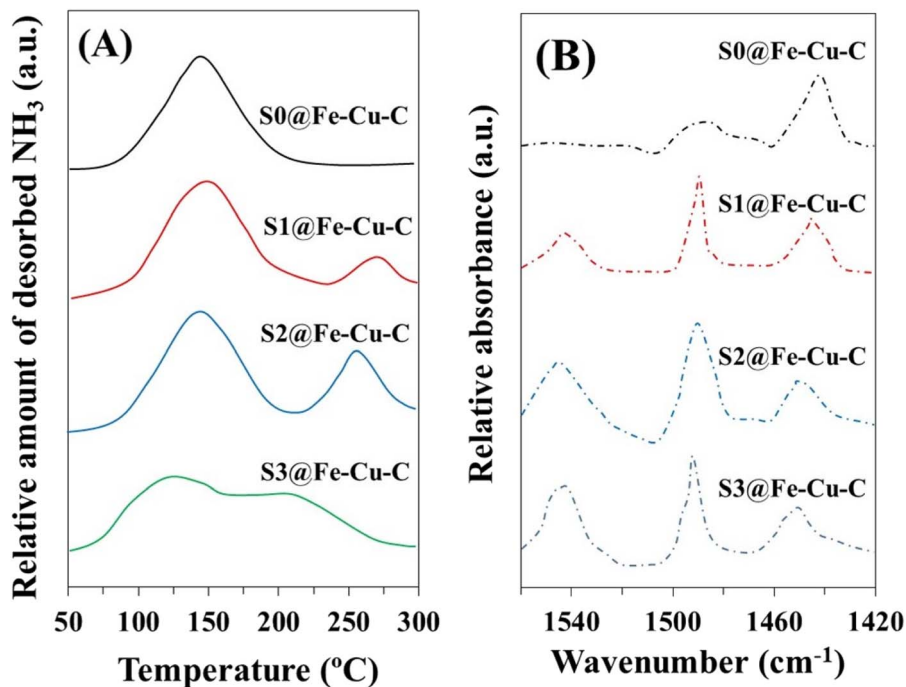 (A)
Relative amount of desorbed NH3 (a.u.)
S0@Fe-Cu-C
S1@Fe-Cu-C
S2@Fe-Cu-C
S3@Fe-Cu-C
50 100 150 200 250 300
Temperature (ºC)
(B)
Relative absorbance (a.u.)
S0@Fe-Cu-C
S1@Fe-Cu-C
S2@Fe-Cu-C
S3@Fe-Cu-C
1540 1500 1460 1420
Wavenumber (cm-1)